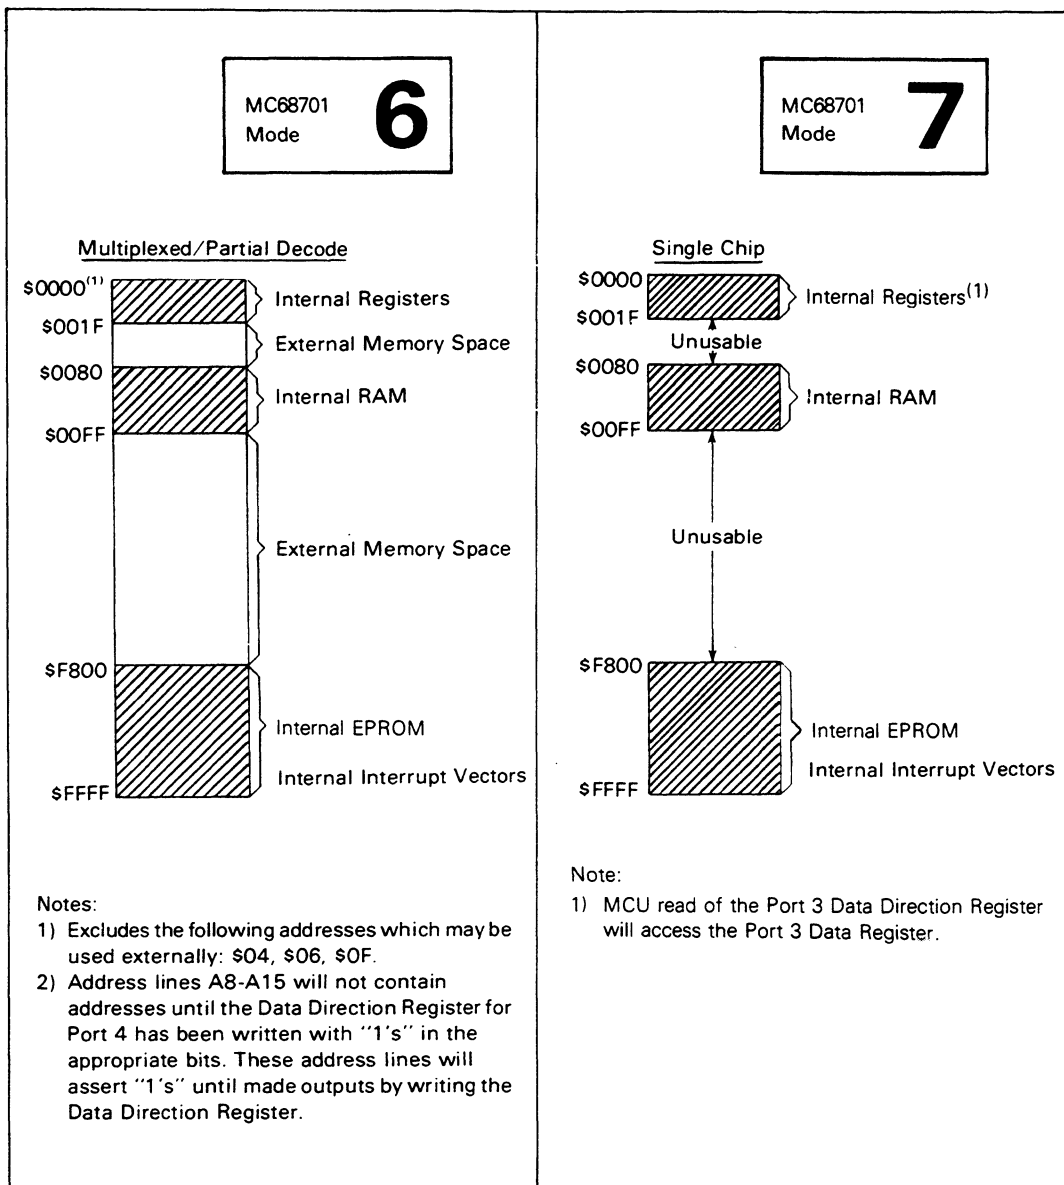 MC68701
Mode
6
Multiplexed/Partial Decode
$0000(1)
Internal Registers
$001F
External Memory Space
$0080
Internal RAM
$00FF
External Memory Space
$F800
Internal EPROM
Internal Interrupt Vectors
$FFFF
Notes:
1) Excludes the following addresses which may be
used externally: $04, $06, $0F.
2) Address lines A8-A15 will not contain
addresses until the Data Direction Register for
Port 4 has been written with "1's" in the
appropriate bits. These address lines will
assert "1's" until made outputs by writing the
Data Direction Register.
MC68701
Mode
7
Single Chip
$0000
Internal Registers(1)
$001F
Unusable
$0080
Internal RAM
$00FF
Unusable
$F800
Internal EPROM
Internal Interrupt Vectors
$FFFF
Note:
1) MCU read of the Port 3 Data Direction Register
will access the Port 3 Data Register.